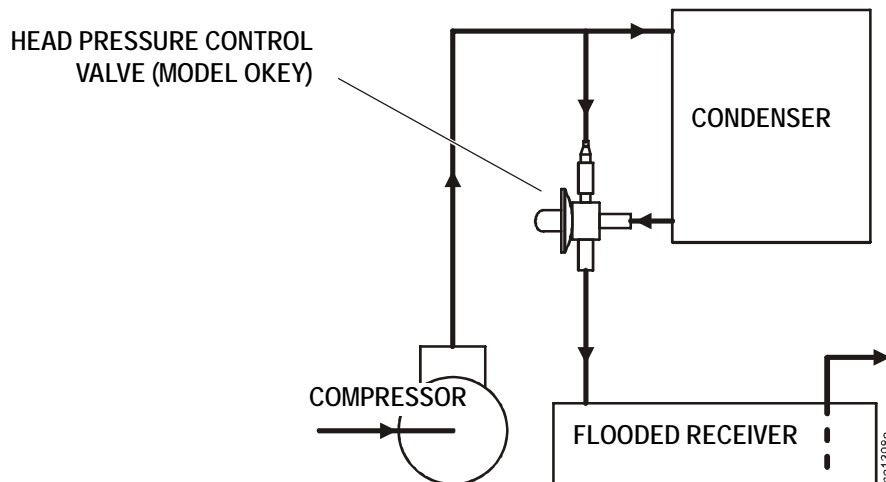 HEAD PRESSURE CONTROL
VALVE (MODEL OKEY)
CONDENSER
COMPRESSOR
FLOODED RECEIVER